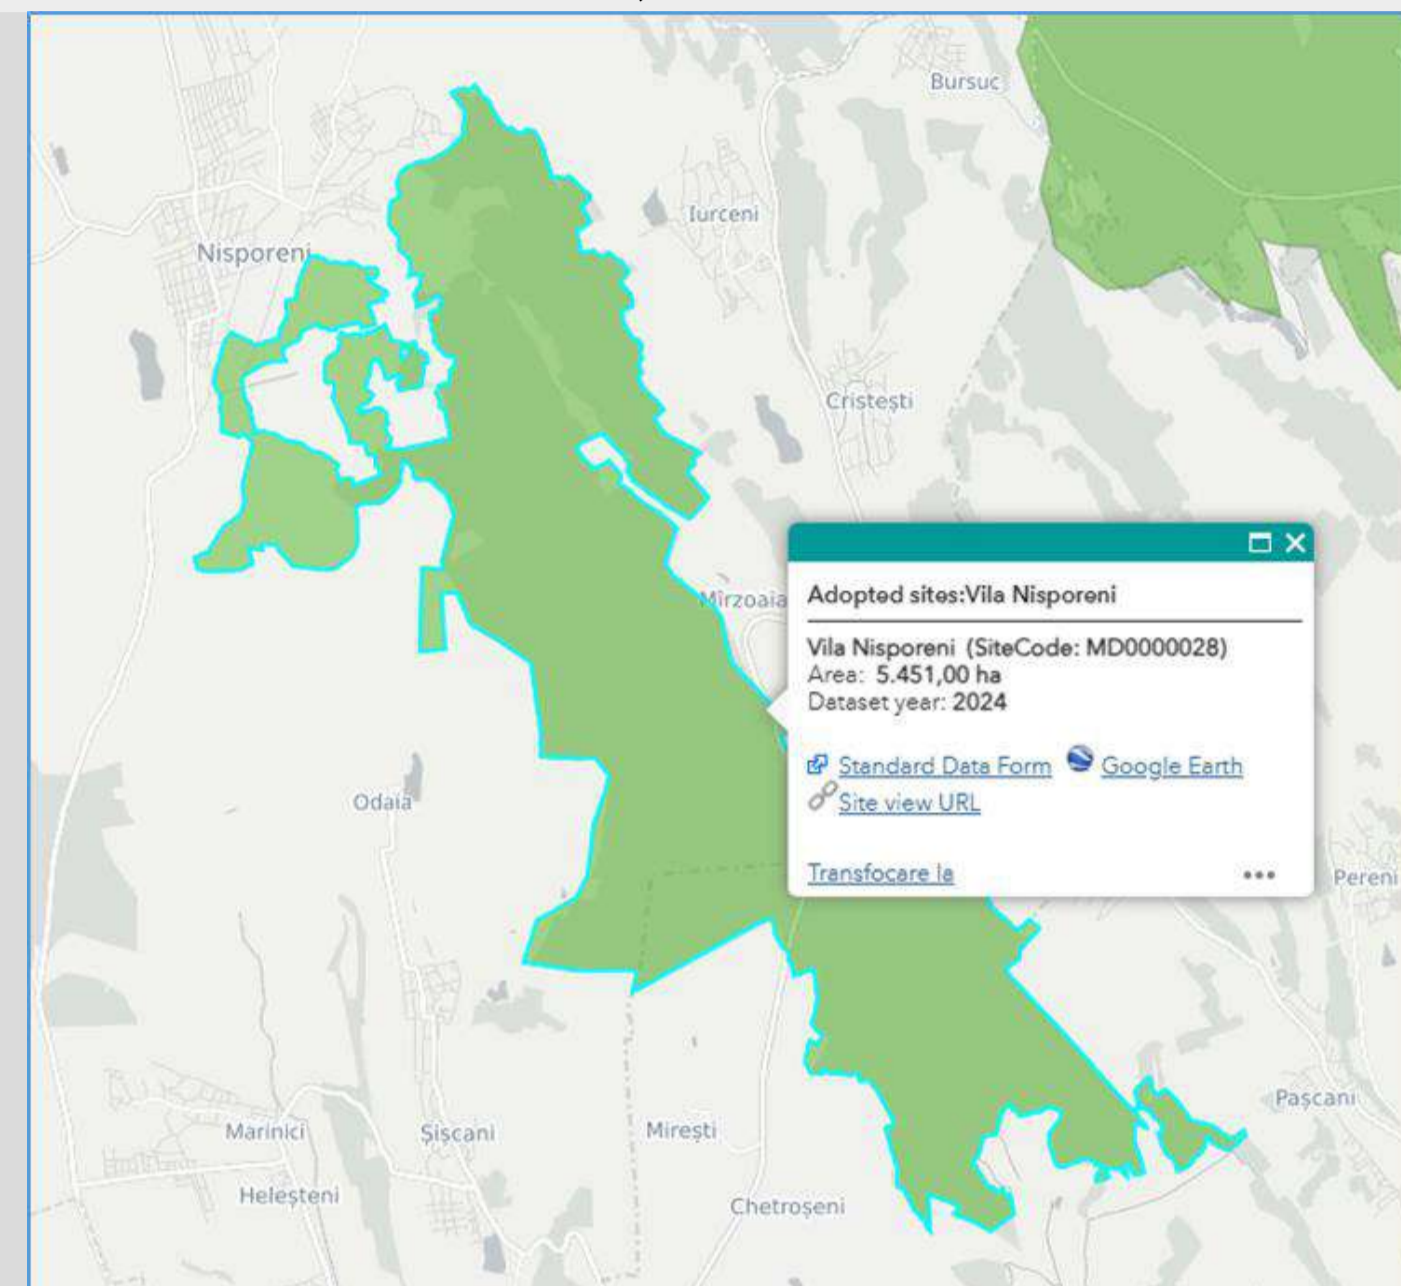 Bursuc
Iurceni
Nisporeni
Cristești
Mîrzoaia
Adopted sites:Vila Nisporeni
Vila Nisporeni (SiteCode: MD0000028)
Area: 5.451,00 ha
Dataset year: 2024
Standard Data Form Google Earth
Site view URL
Transfocare la
Odaia
Pereni
Pașcani
Marinici
Șișcani
Mirești
Heleșteni
Chetroșeni